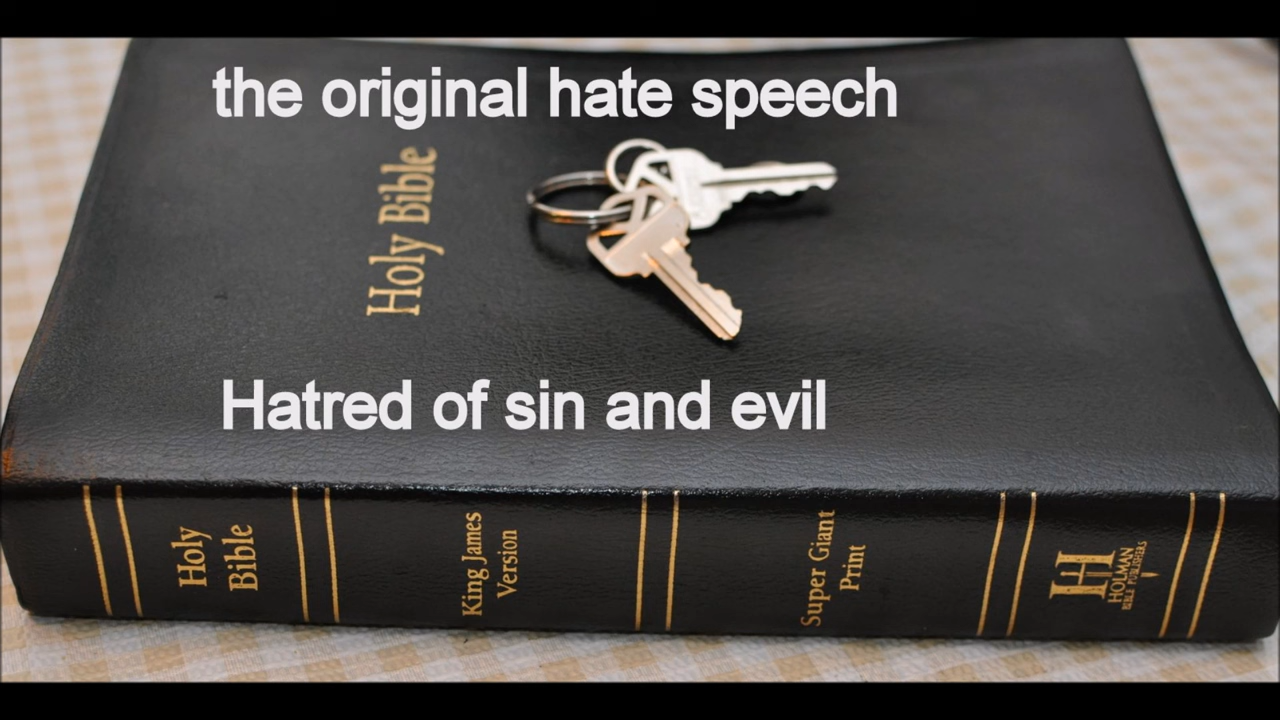 the original hate speech
Holy Bible
Hatred of sin and evil
Holy
Bible
King James
Version
Super Giant
Print
HOLMAN
BIBLE PUBLISHERS